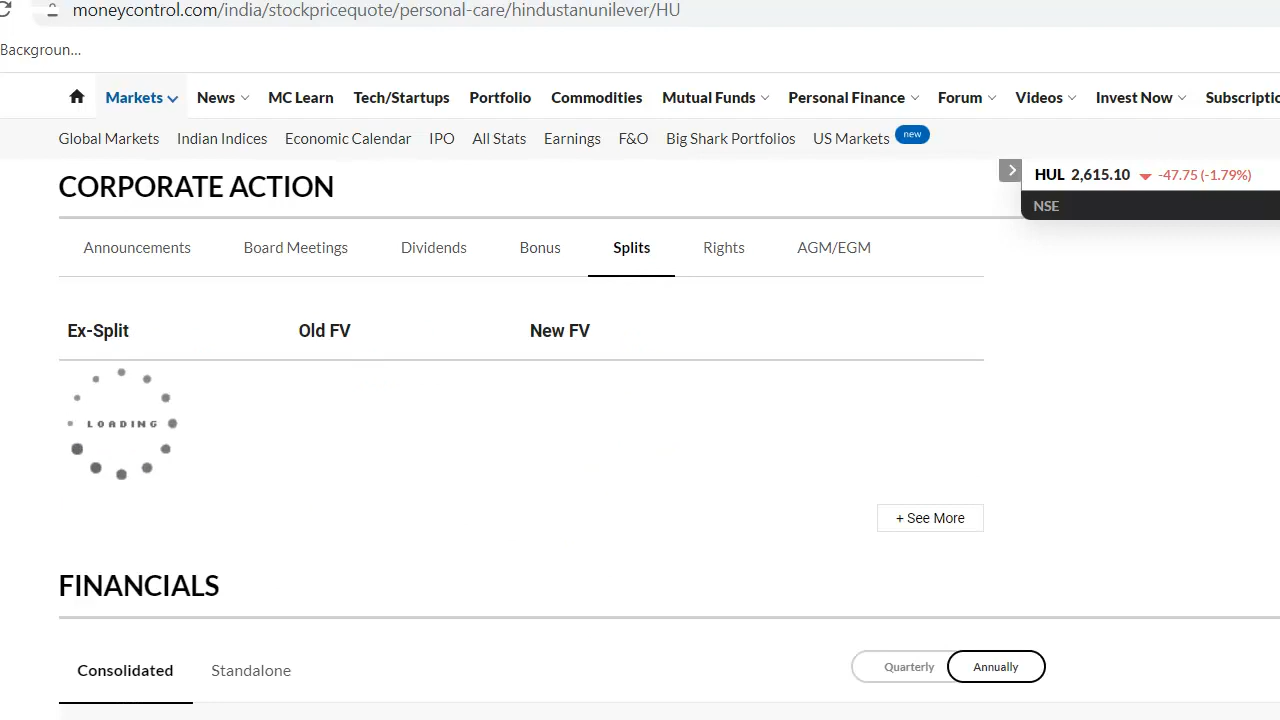 moneycontrol.com/india/stockpricequote/personal-care/hindustanunilever/HU
Backgroun...
Markets News MC Learn Tech/Startups Portfolio Commodities Mutual Funds Personal Finance Forum Videos Invest Now Subscriptio
Global Markets Indian Indices Economic Calendar IPO All Stats Earnings F&O Big Shark Portfolios US Markets new
CORPORATE ACTION
HUL 2,615.10 -47.75 (-1.79%)
NSE
Announcements Board Meetings Dividends Bonus Splits Rights AGM/EGM
Ex-Split Old FV New FV
LOADING
+ See More
FINANCIALS
Consolidated Standalone Quarterly Annually